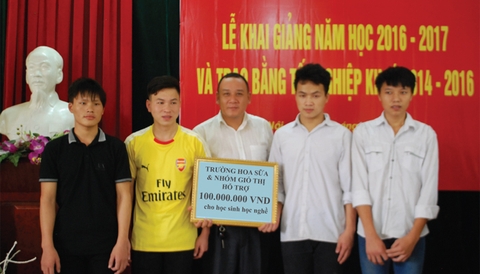 LỄ KHAI GIẢNG NĂM HỌC 2016 - 2017
VÀ TRAO BẰNG TỐT NGHIỆP 2014 - 2016
Fly
Emirates
TRƯỜNG HOA SỮA
& NHÓM GIÓ THỊ
HỖ TRỢ
100.000.000 VND
cho học sinh học nghề